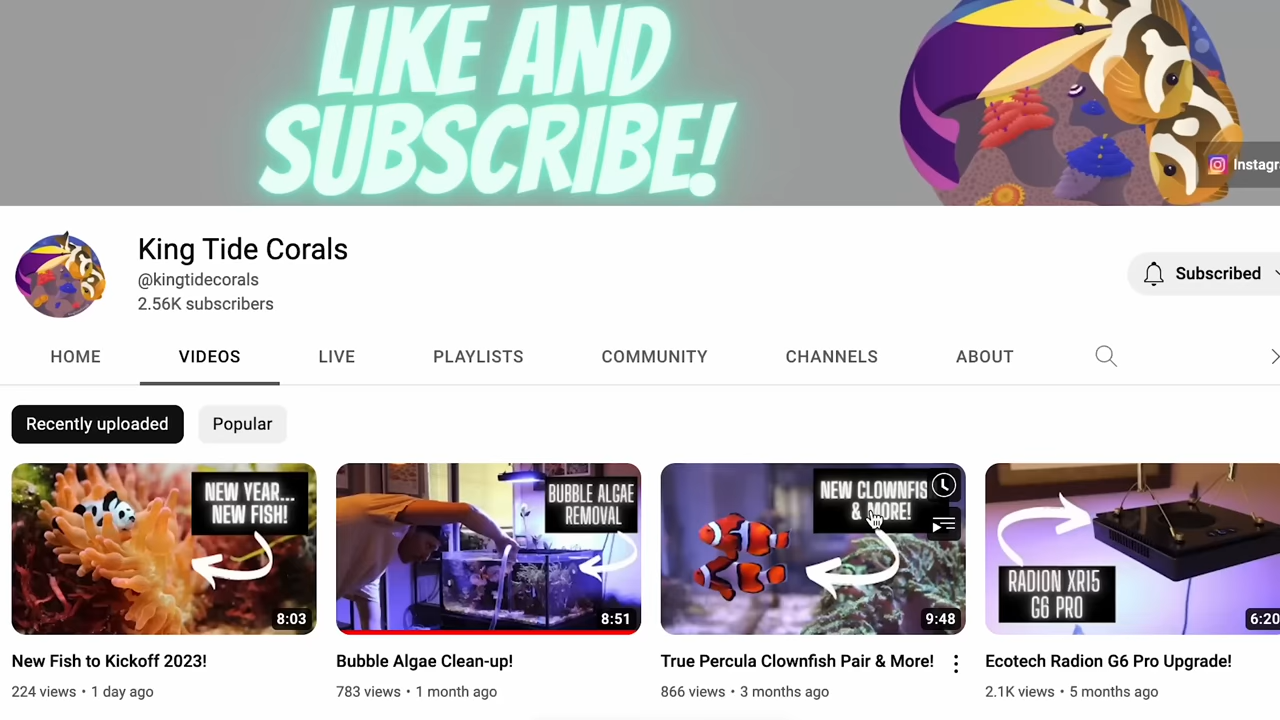 LIKE AND
SUBSCRIBE!
King Tide Corals
@kingtidecorals
2.56K subscribers
Subscribed
HOME
VIDEOS
LIVE
PLAYLISTS
COMMUNITY
CHANNELS
ABOUT
Recently uploaded
Popular
NEW YEAR...
NEW FISH!
8:03
BUBBLE ALGAE
REMOVAL
8:51
& MORE!
9:48
RADION XR15
G6 PRO
6:20
New Fish to Kickoff 2023!
224 views • 1 day ago
Bubble Algae Clean-up!
783 views • 1 month ago
True Percula Clownfish Pair & More!
866 views • 3 months ago
Ecotech Radion G6 Pro Upgrade!
2.1K views • 5 months ago